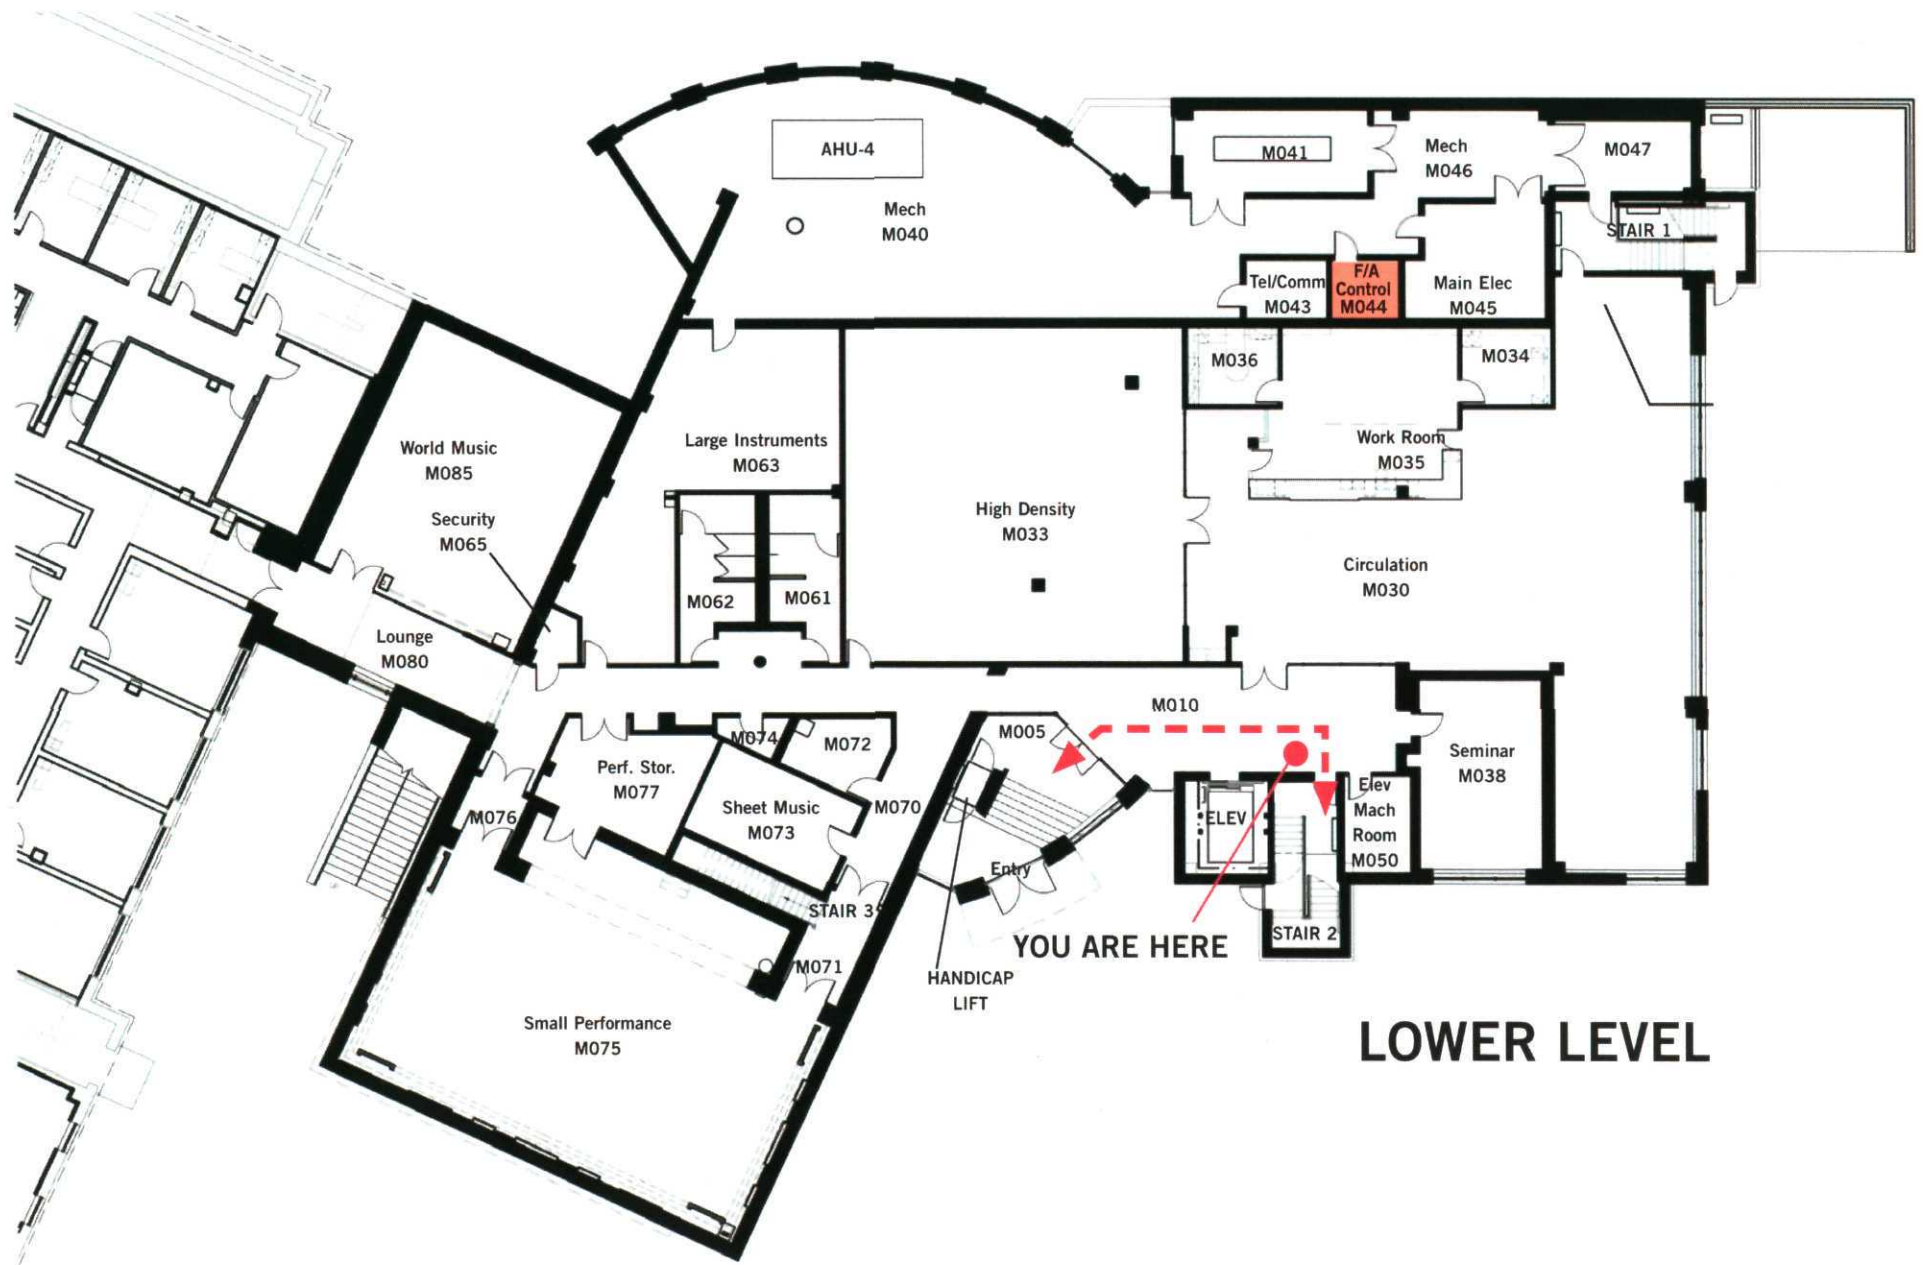 AHU-4
M041
Mech
M046
M047
Mech
M040
STAIR 1
F/A
Control
M044
Tel/Comm
M043
Main Elec
M045
M036
M034
World Music
M085
Large Instruments
M063
Work Room
M035
Security
M065
High Density
M033
Circulation
M030
M062
M061
Lounge
M080
M010
M005
M074
M072
Seminar
M038
Perf. Stor.
M077
Sheet Music
M073
M070
M076
ELEV
Elev
Mach
Room
M050
Entry
STAIR 3
STAIR 2
YOU ARE HERE
M071
HANDICAP
LIFT
Small Performance
M075
LOWER LEVEL